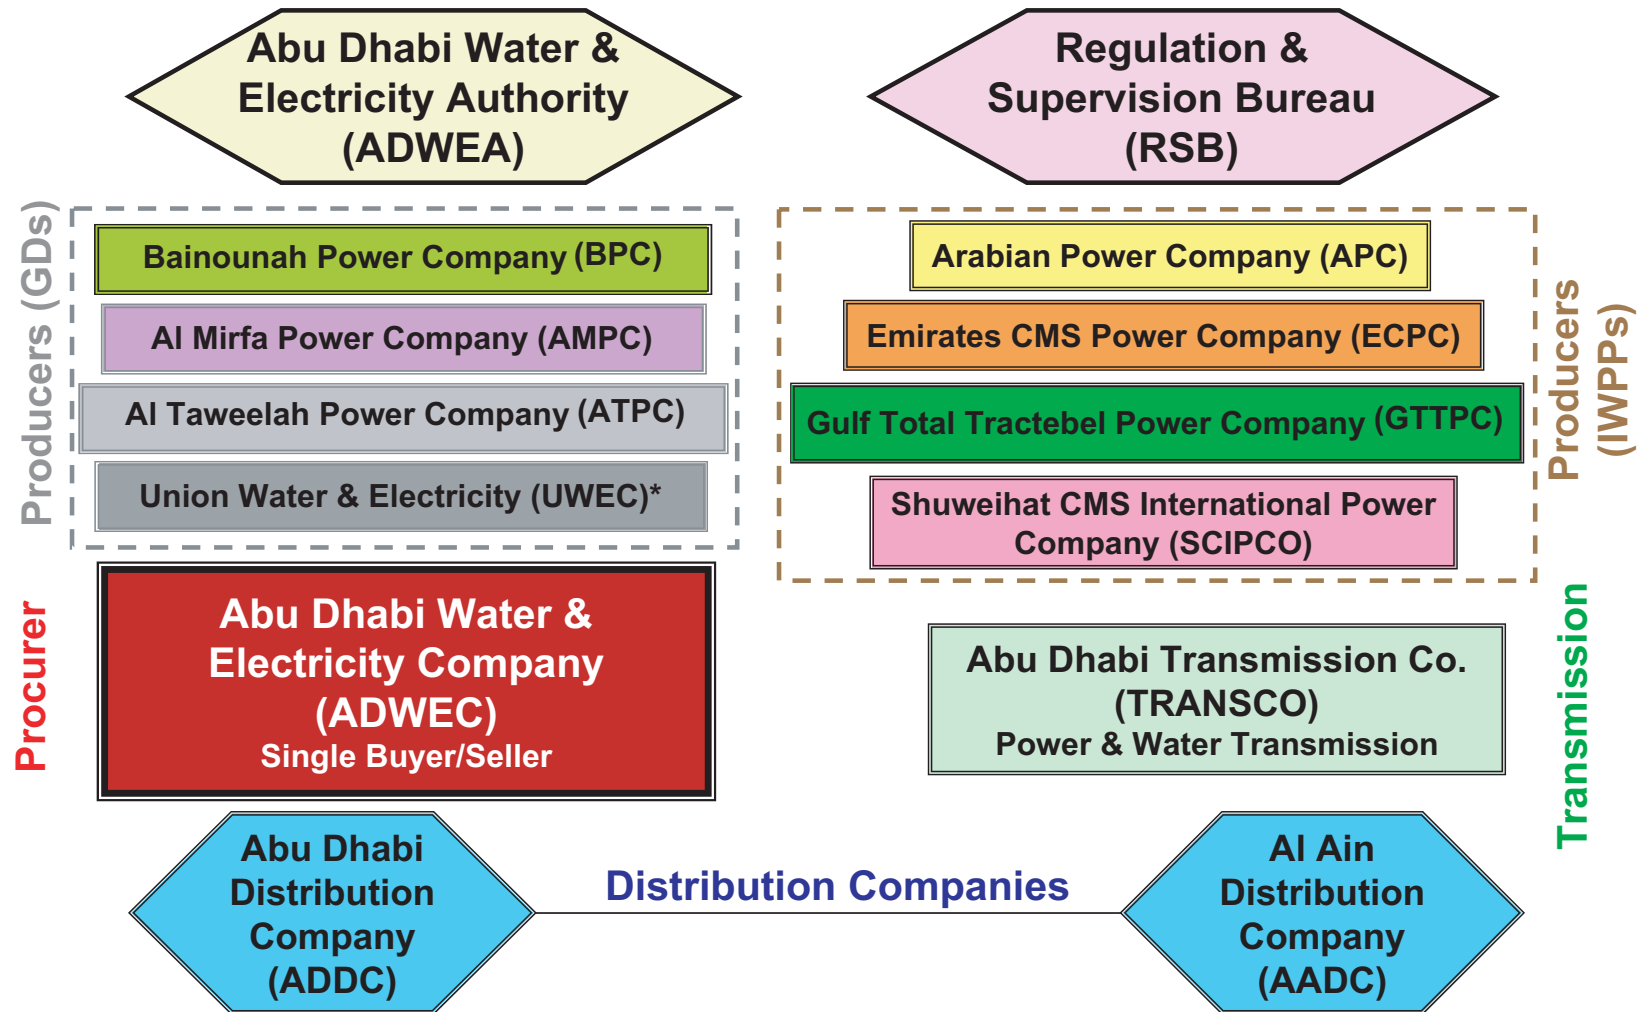 Abu Dhabi Water &
Electricity Authority
(ADWEA)
Regulation &
Supervision Bureau
(RSB)
Producers (GDs)
Bainounah Power Company (BPC)
Al Mirfa Power Company (AMPC)
Al Taweelah Power Company (ATPC)
Union Water & Electricity (UWEC)*
Arabian Power Company (APC)
Emirates CMS Power Company (ECPC)
Gulf Total Tractebel Power Company (GTTPC)
Shuweihat CMS International Power
Company (SCIPCO)
Producers
(IWPPs)
Procurer
Abu Dhabi Water &
Electricity Company
(ADWEC)
Single Buyer/Seller
Abu Dhabi Transmission Co.
(TRANSCO)
Power & Water Transmission
Transmission
Abu Dhabi
Distribution
Company
(ADDC)
Distribution Companies
Al Ain
Distribution
Company
(AADC)